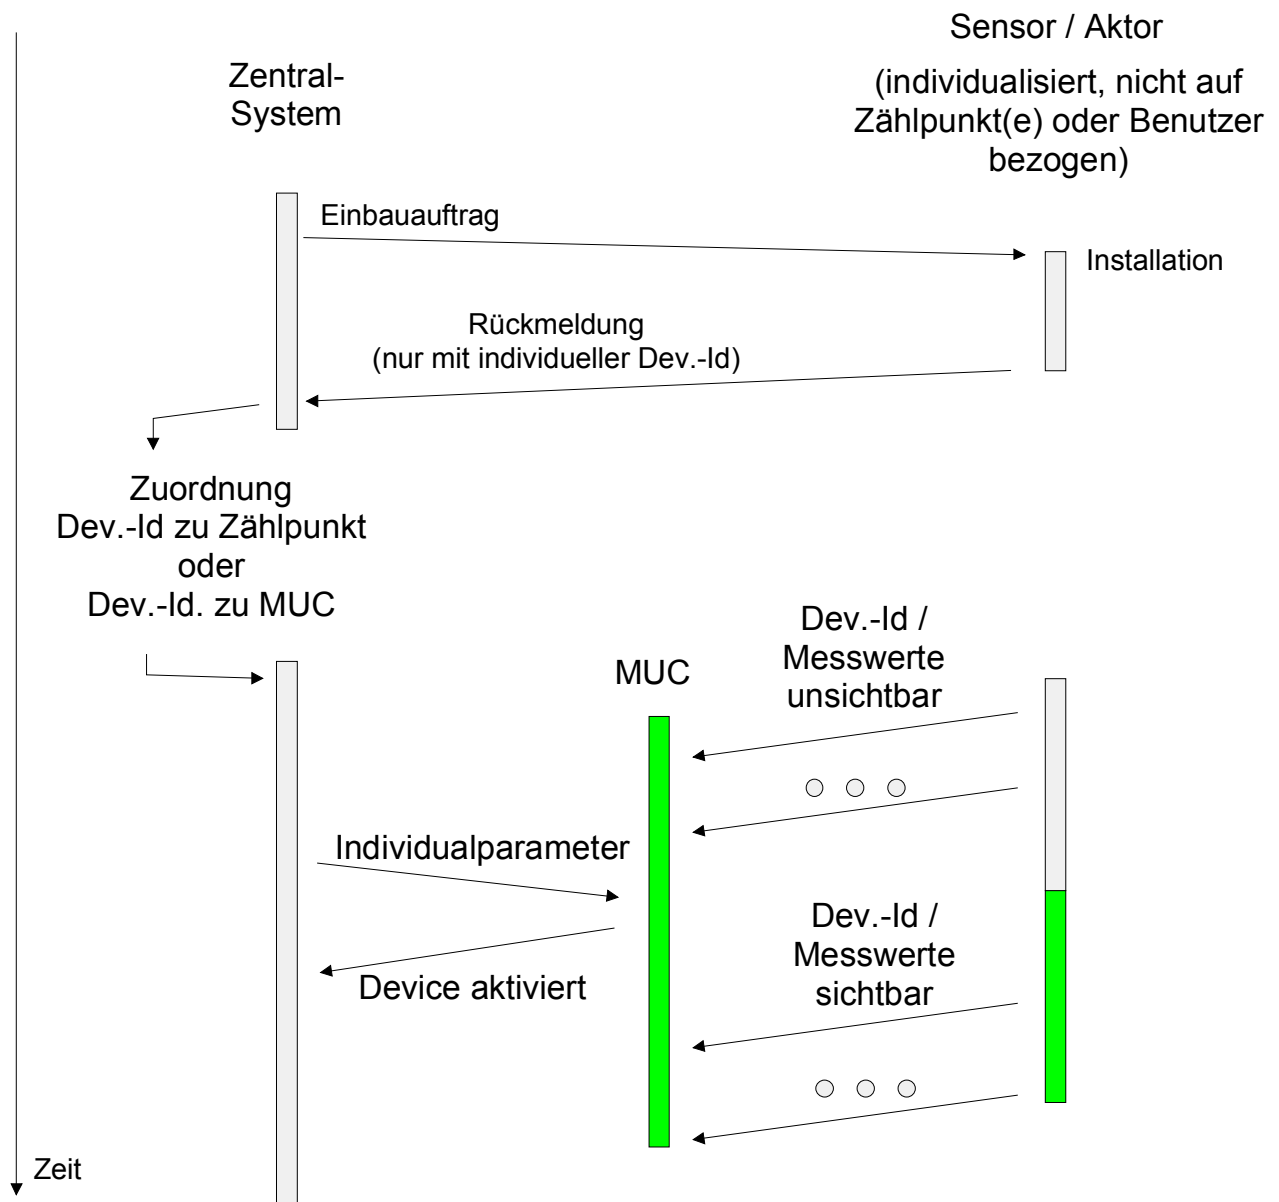 Sensor / Aktor
(individualisiert, nicht auf
Zählpunkt(e) oder Benutzer
bezogen)
Zentral-
System
Einbauauftrag
Installation
Rückmeldung
(nur mit individueller Dev.-Id)
Zuordnung
Dev.-Id zu Zählpunkt
oder
Dev.-Id. zu MUC
MUC
Dev.-Id /
Messwerte
unsichtbar
Individualparameter
Device aktiviert
Dev.-Id /
Messwerte
sichtbar
Zeit